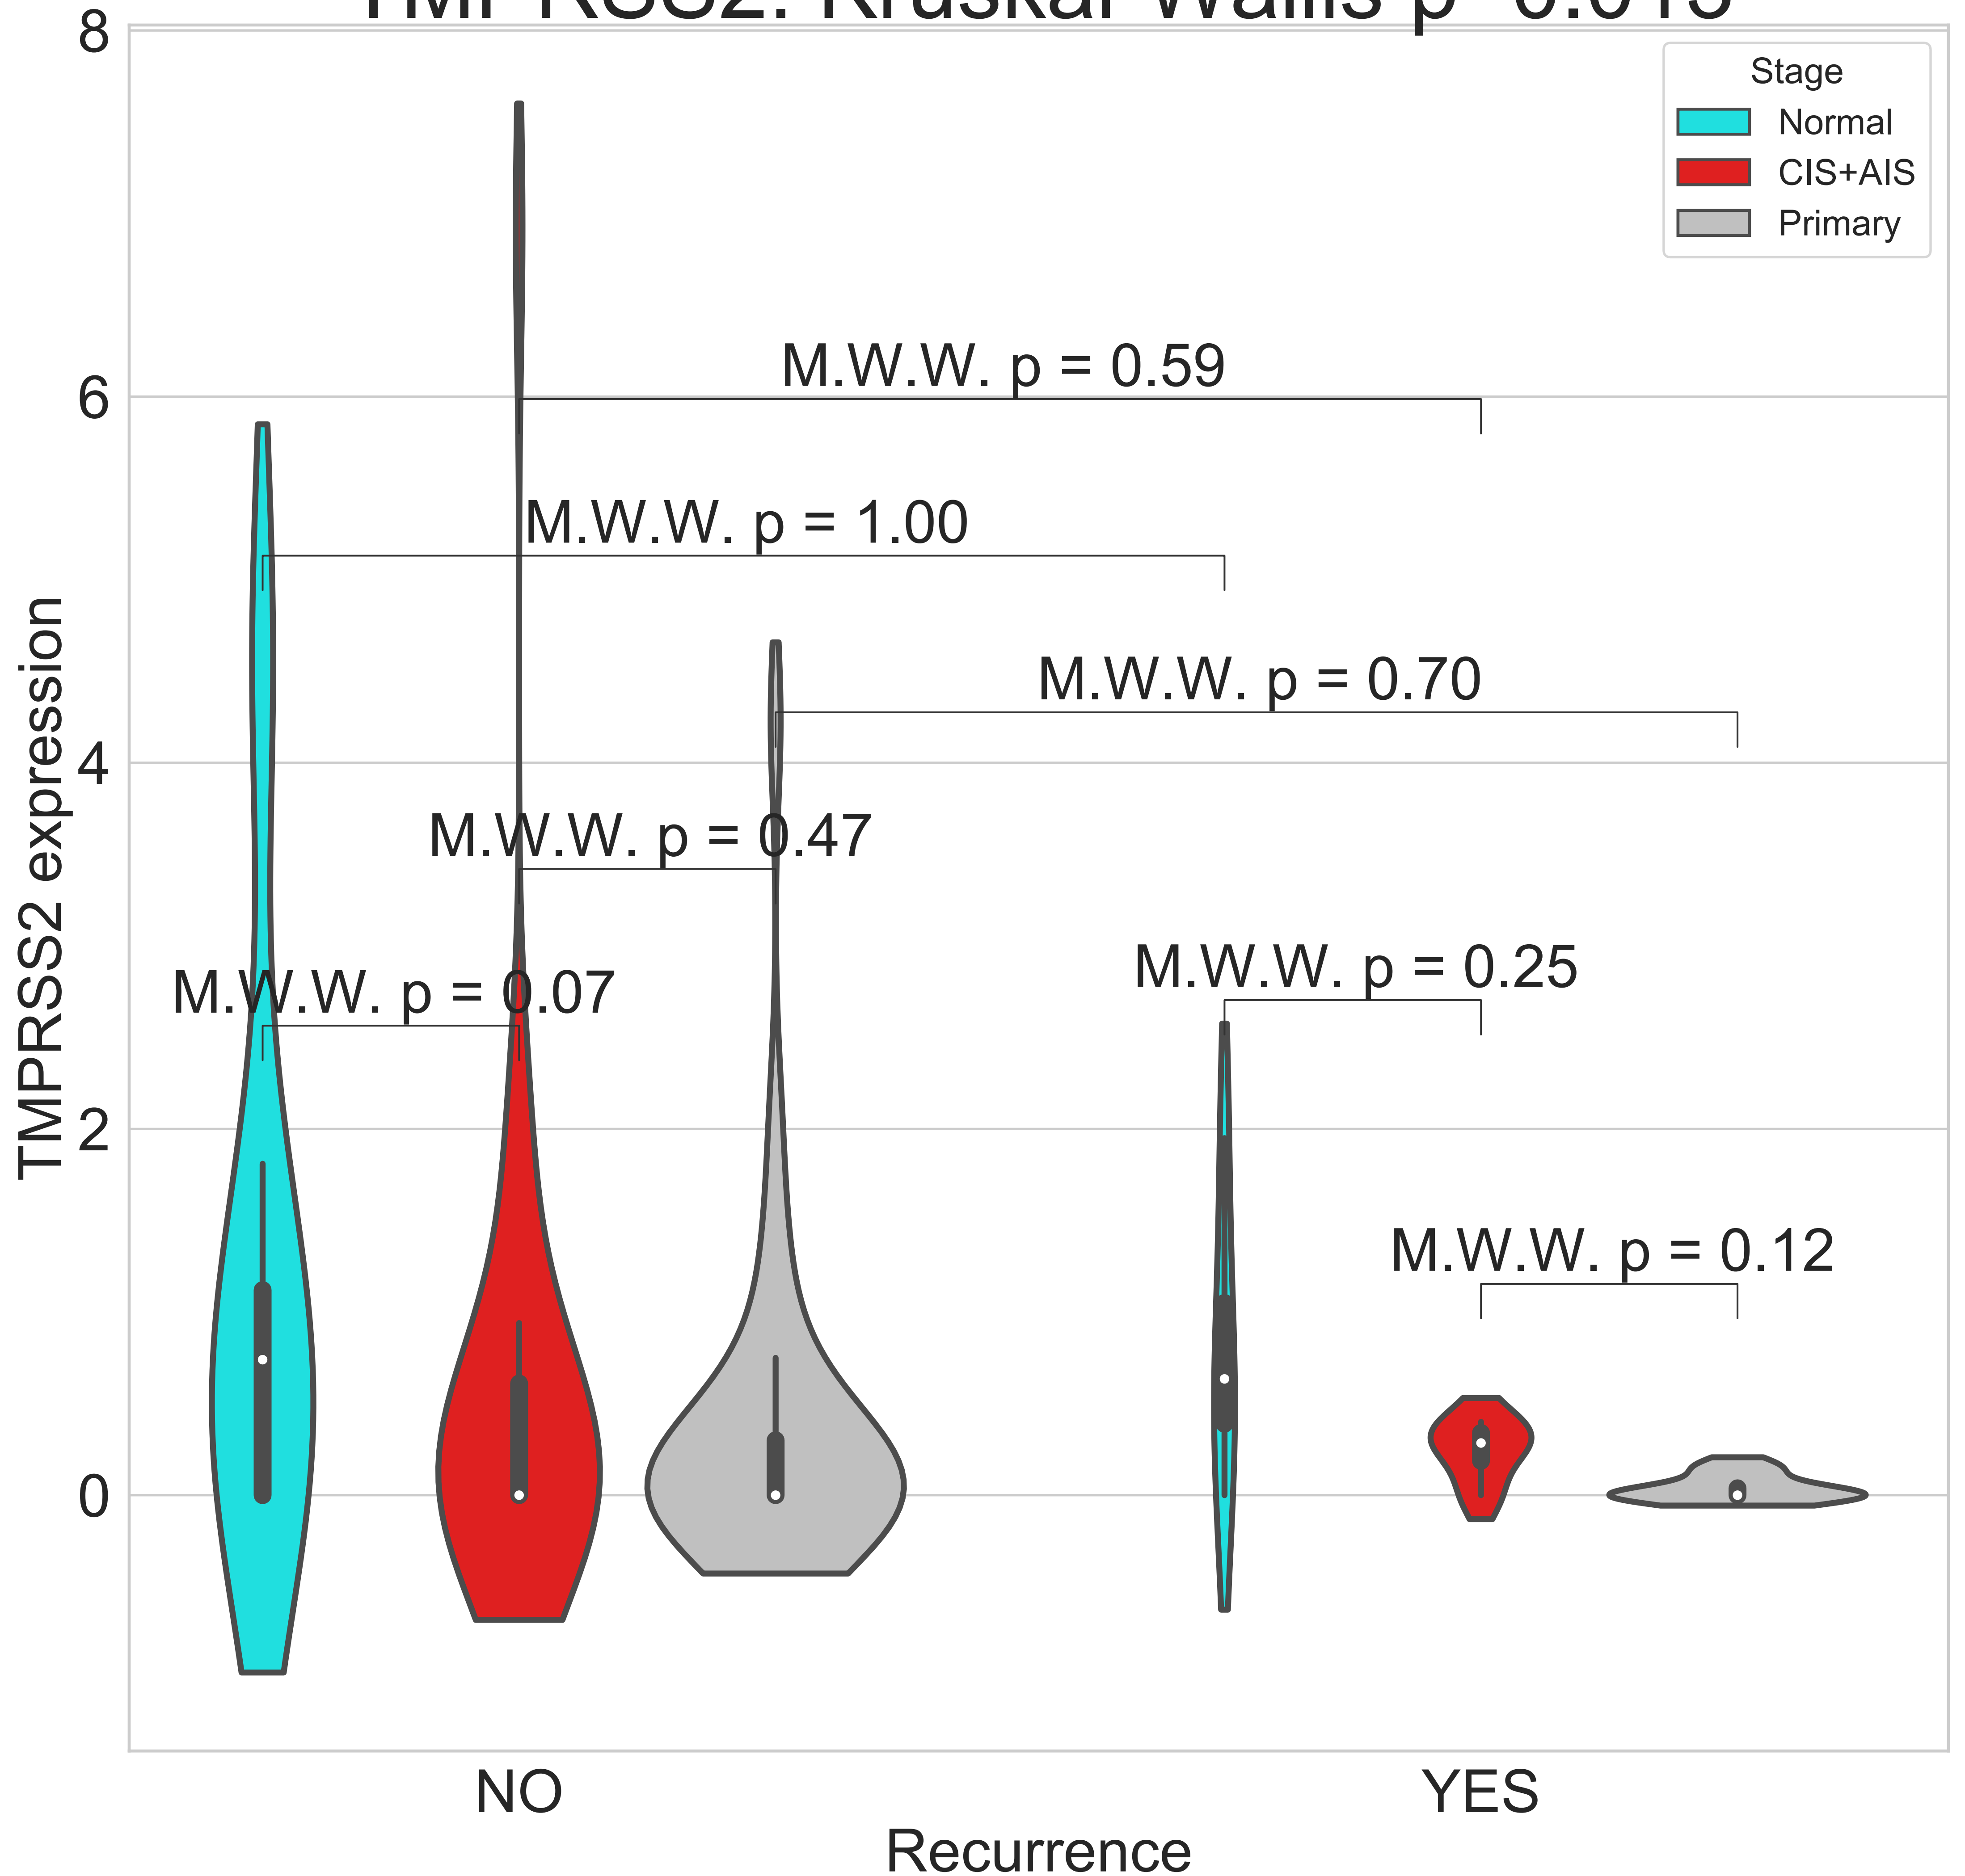 Stage
Normal
CIS+AIS
Primary
8
6
4
2
0
TMPRSS2 expression
M.W.W. p = 0.59
M.W.W. p = 1.00
M.W.W. p = 0.70
M.W.W. p = 0.47
M.W.W. p = 0.07
M.W.W. p = 0.25
M.W.W. p = 0.12
NO
YES
Recurrence